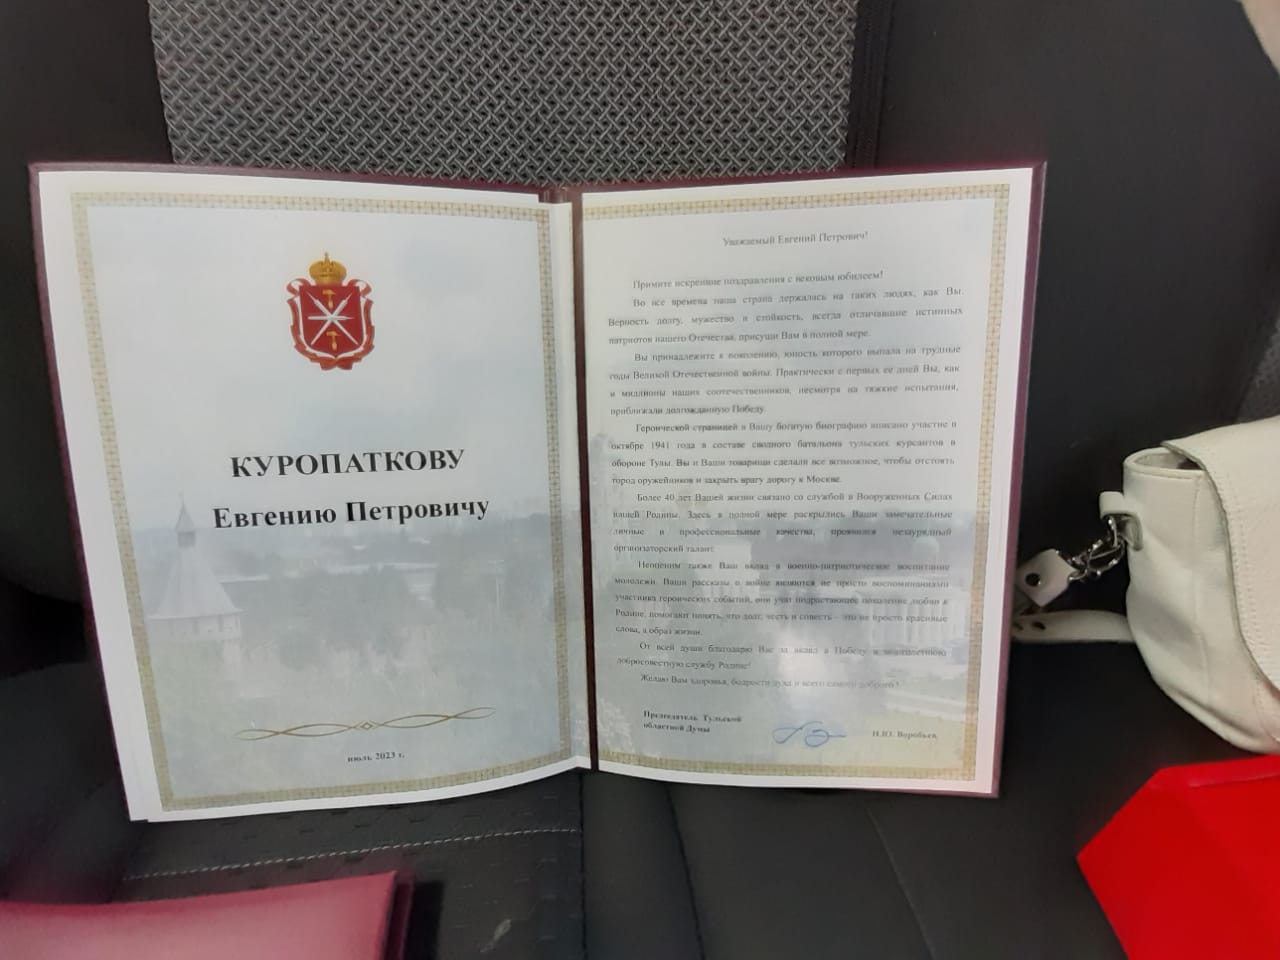 КУРОПАТКОВУ
Евгению Петровичу
июль 2023 г.
Уважаемый Евгений Петрович!
Примите искренние поздравления с вековым юбилеем!
Во все времена наша страна держалась на таких людях, как Вы.
Верность долгу, мужество и стойкость, всегда отличавшие истинных
патриотов нашего Отечества, присущи Вам в полной мере.
Вы принадлежите к поколению, юность которого выпала на трудные
годы Великой Отечественной войны. Практически с первых ее дней Вы, как
и миллионы наших соотечественников, несмотря на тяжкие испытания,
приближали долгожданную Победу.
Героической страницей в Вашу богатую биографию вписано участие в
октябре 1941 года в составе сводного батальона тульских курсантов в
обороне Тулы. Вы и Ваши товарищи сделали все возможное, чтобы отстоять
город оружейников и закрыть врагу дорогу к Москве.
Более 40 лет Вашей жизни связано со службой в Вооруженных Силах
нашей Родины. Здесь в полной мере раскрылись Ваши замечательные
личные и профессиональные качества, проявился незаурядный
организаторский талант.
Неоценим также Ваш вклад в военно-патриотическое воспитание
молодежи. Ваши рассказы о войне являются не просто воспоминаниями
участника героических событий, они учат подрастающее поколение любви к
Родине, помогают понять, что долг, честь и совесть – это не просто красивые
слова, а образ жизни.
От всей души благодарю Вас за вклад в Победу и многолетнюю
добросовестную службу Родине!
Желаю Вам здоровья, бодрости духа и всего самого доброго!
Председатель Тульской
областной Думы
Н.Ю. Воробьев